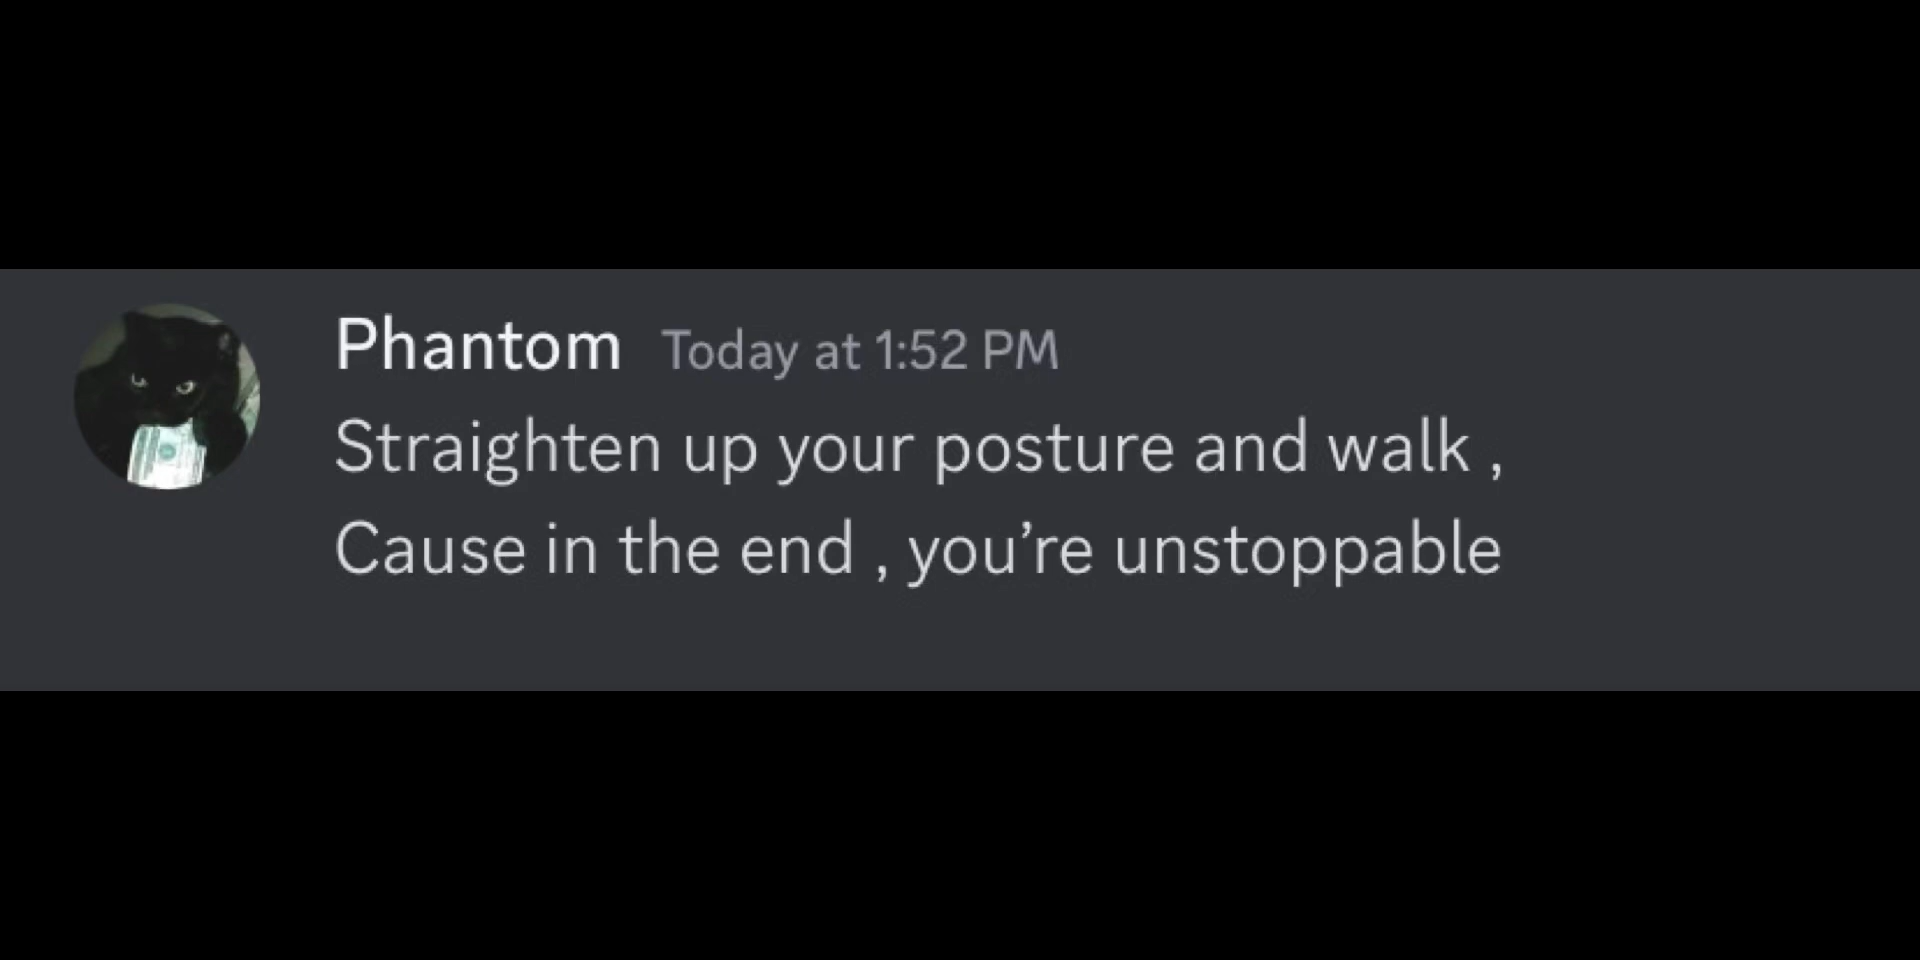 Phantom Today at 1:52 PM
Straighten up your posture and walk ,
Cause in the end , you’re unstoppable